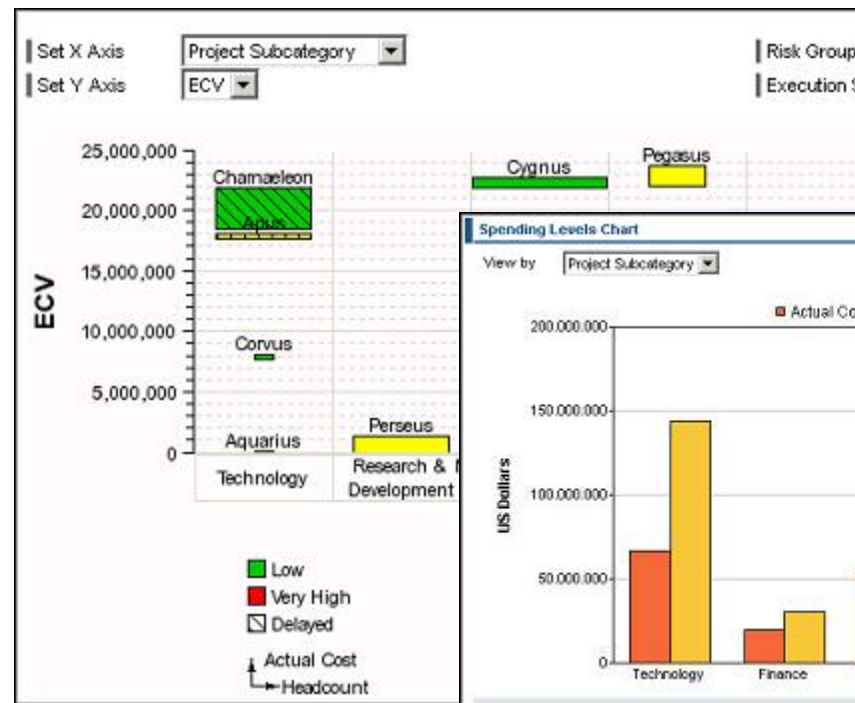 Set X Axis Project Subcategory Risk Group
Set Y Axis ECV Execution S
ECV
25,000,000
20,000,000
15,000,000
10,000,000
5,000,000
0
Chamaeleon
Apus
Corvus
Aquarius
Perseus
Cygnus
Pegasus
Technology
Research &
Development
Low
Very High
Delayed
Actual Cost
Headcount
Spending Levels Chart
View by Project Subcategory
Actual Co
US Dollars
200.000.000
150.000.000
100.000.000
50.000.000
0
Technology Finance